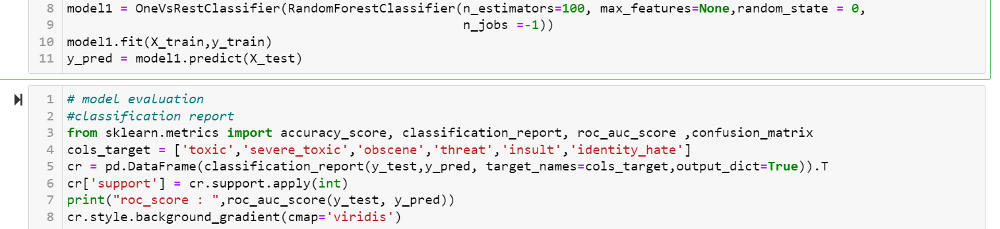 8 model1 = OneVsRestClassifier(RandomForestClassifier(n_estimators=100, max_features=None,random_state = 0,
9 n_jobs =-1))
10 model1.fit(X_train,y_train)
11 y_pred = model1.predict(X_test)
1 # model evaluation
2 #classification report
3 from sklearn.metrics import accuracy_score, classification_report, roc_auc_score ,confusion_matrix
4 cols_target = ['toxic','severe_toxic','obscene','threat','insult','identity_hate']
5 cr = pd.DataFrame(classification_report(y_test,y_pred, target_names=cols_target,output_dict=True)).T
6 cr['support'] = cr.support.apply(int)
7 print("roc_score : ",roc_auc_score(y_test, y_pred))
8 cr.style.background_gradient(cmap='viridis')